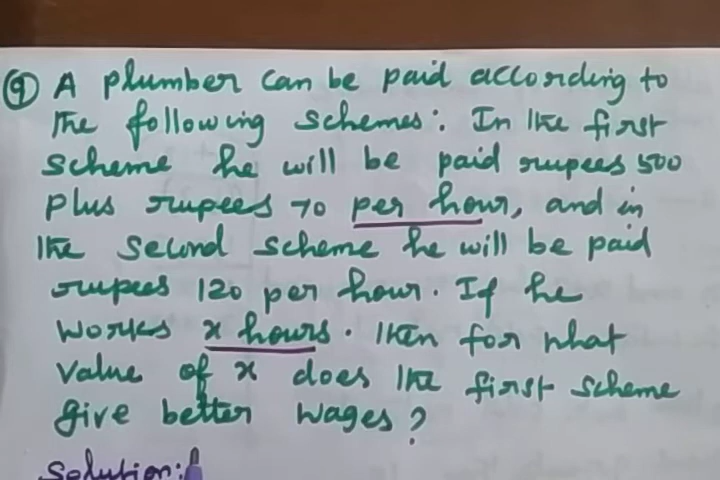 9 A plumber can be paid according to
the following schemes: In the first
scheme he will be paid rupees 500
plus rupees 70 per hour, and in
the second scheme he will be paid
rupees 120 per hour. If he
works x hours. then for what
value of x does the first scheme
give better wages?
Solution: